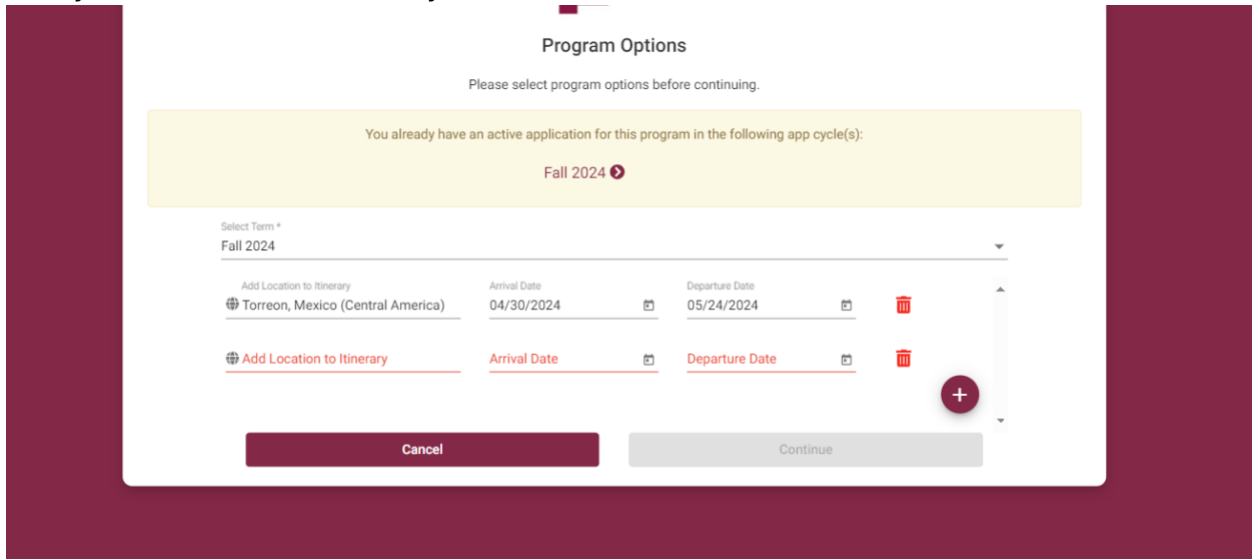 Program Options
Please select program options before continuing.
You already have an active application for this program in the following app cycle(s):
Fall 2024
Select Term *
Fall 2024
Add Location to Itinerary Arrival Date Departure Date
Torreon, Mexico (Central America) 04/30/2024 05/24/2024
Add Location to Itinerary Arrival Date Departure Date
+
Cancel Continue